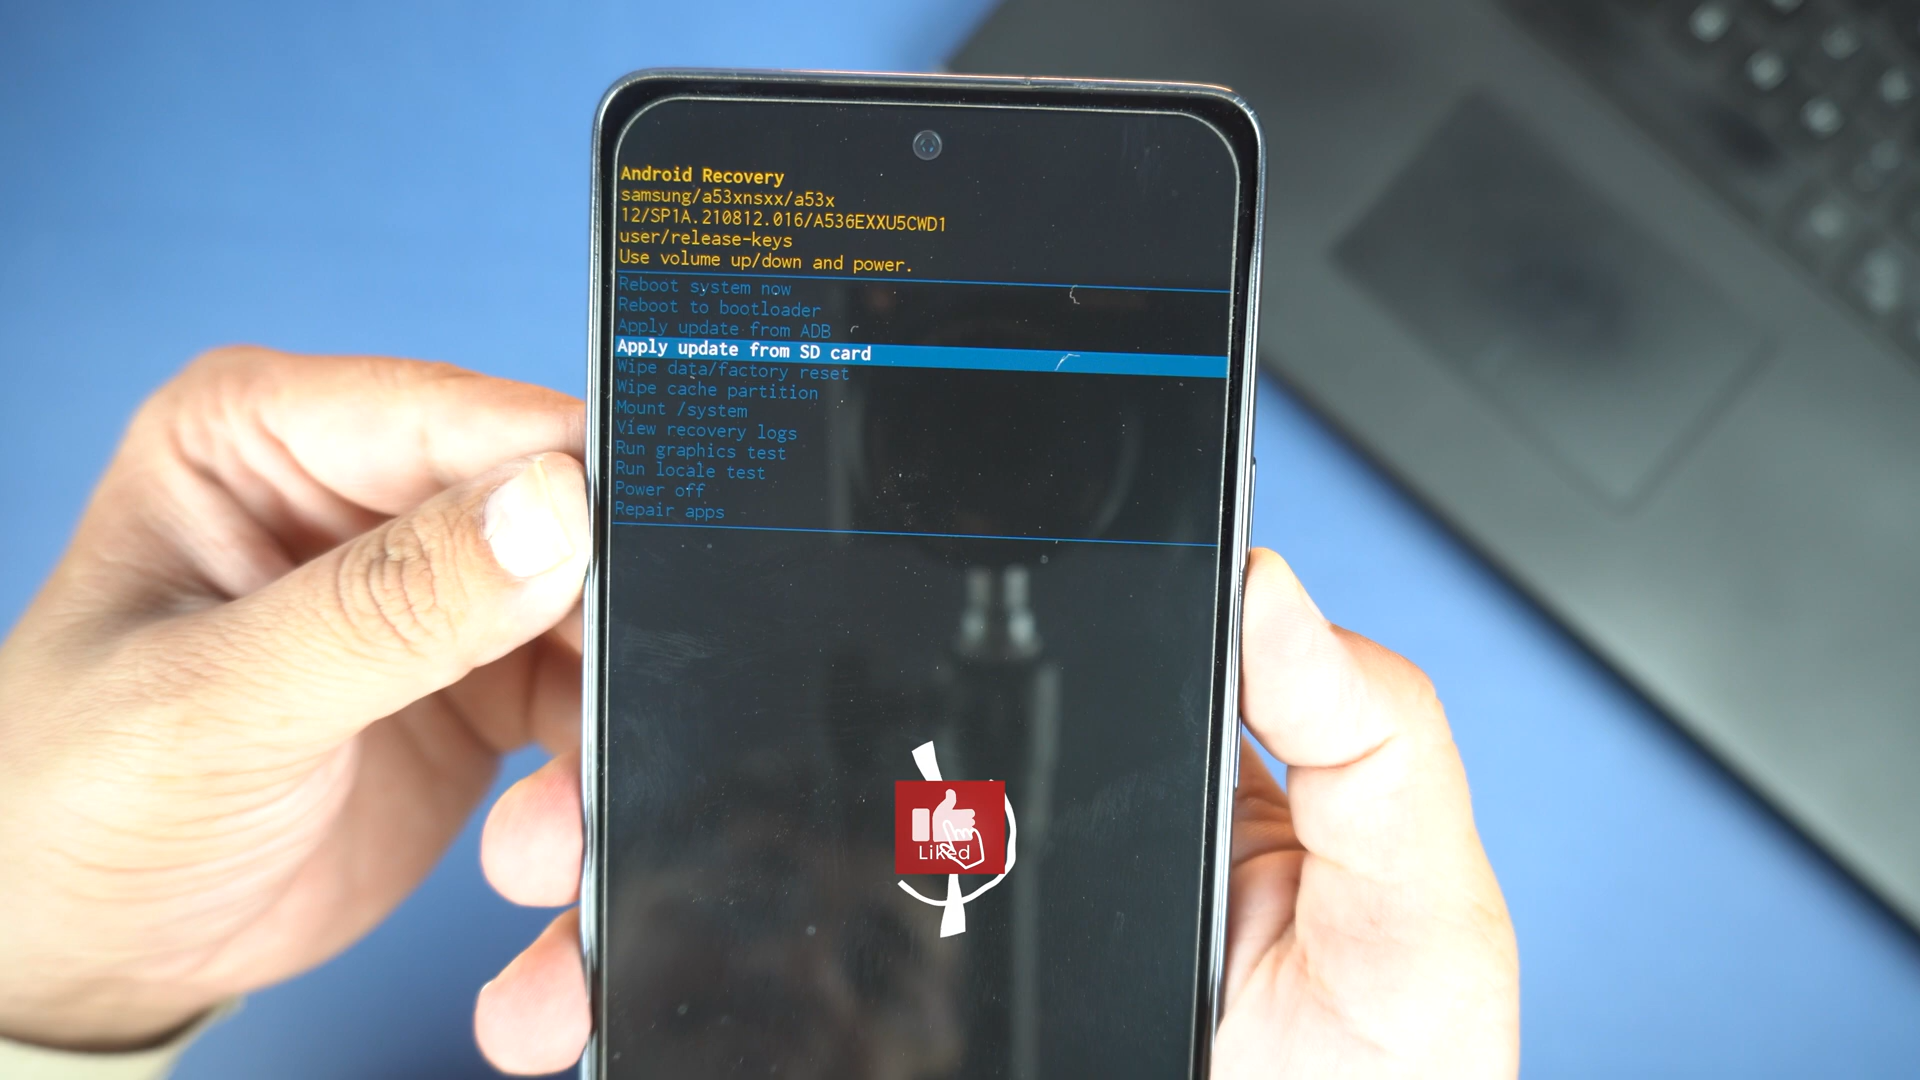 Android Recovery
samsung/a53xnsxx/a53x
12/SP1A.210812.016/A536EXXU5CWD1
user/release-keys
Use volume up/down and power.
Reboot system now
Reboot to bootloader
Apply update from ADB
Apply update from SD card
Wipe data/factory reset
Wipe cache partition
Mount /system
View recovery logs
Run graphics test
Run locale test
Power off
Repair apps
Liked